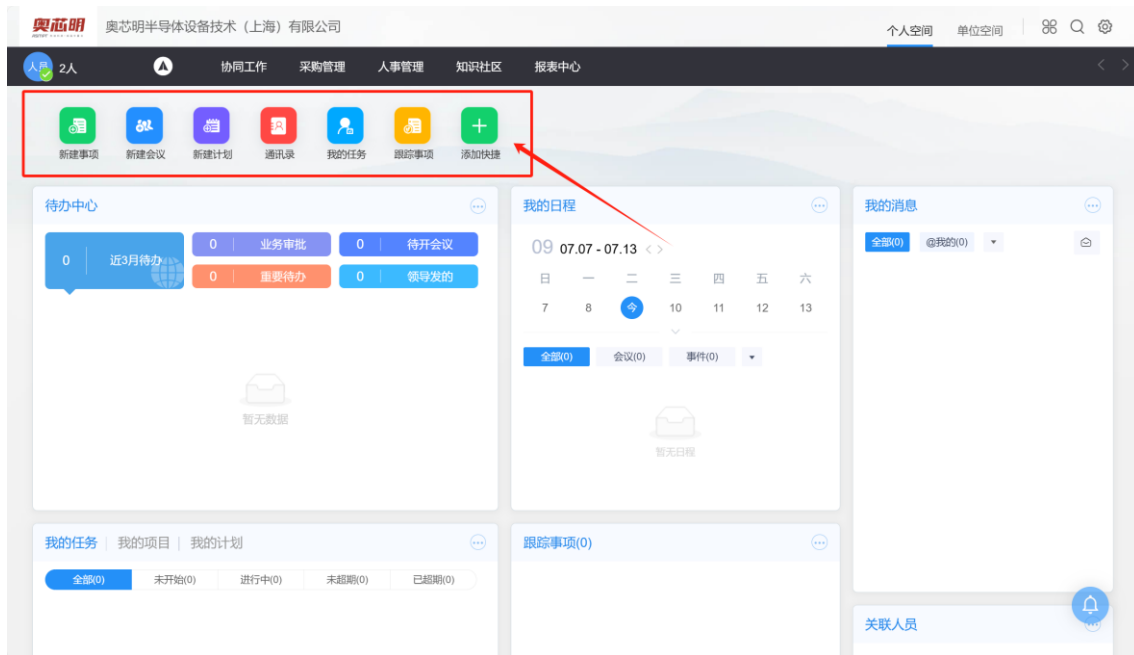 奥芯明 奥芯明半导体设备技术（上海）有限公司 个人空间 单位空间
人员 2人 协同工作 采购管理 人事管理 知识社区 报表中心
新建事项 新建会议 新建计划 通讯录 我的任务 跟踪事项 添加快捷
待办中心 我的日程 我的消息
0 近3月待办 0 业务审批 0 待开会议 09 07.07 - 07.13 全部(0) @我的(0)
0 重要待办 0 领导发的
日 一 二 三 四 五 六
7 8 今 10 11 12 13
全部(0) 会议(0) 事件(0)
暂无数据
暂无日程
我的任务 我的项目 我的计划 跟踪事项(0)
全部(0) 未开始(0) 进行中(0) 未超期(0) 已超期(0)
关联人员